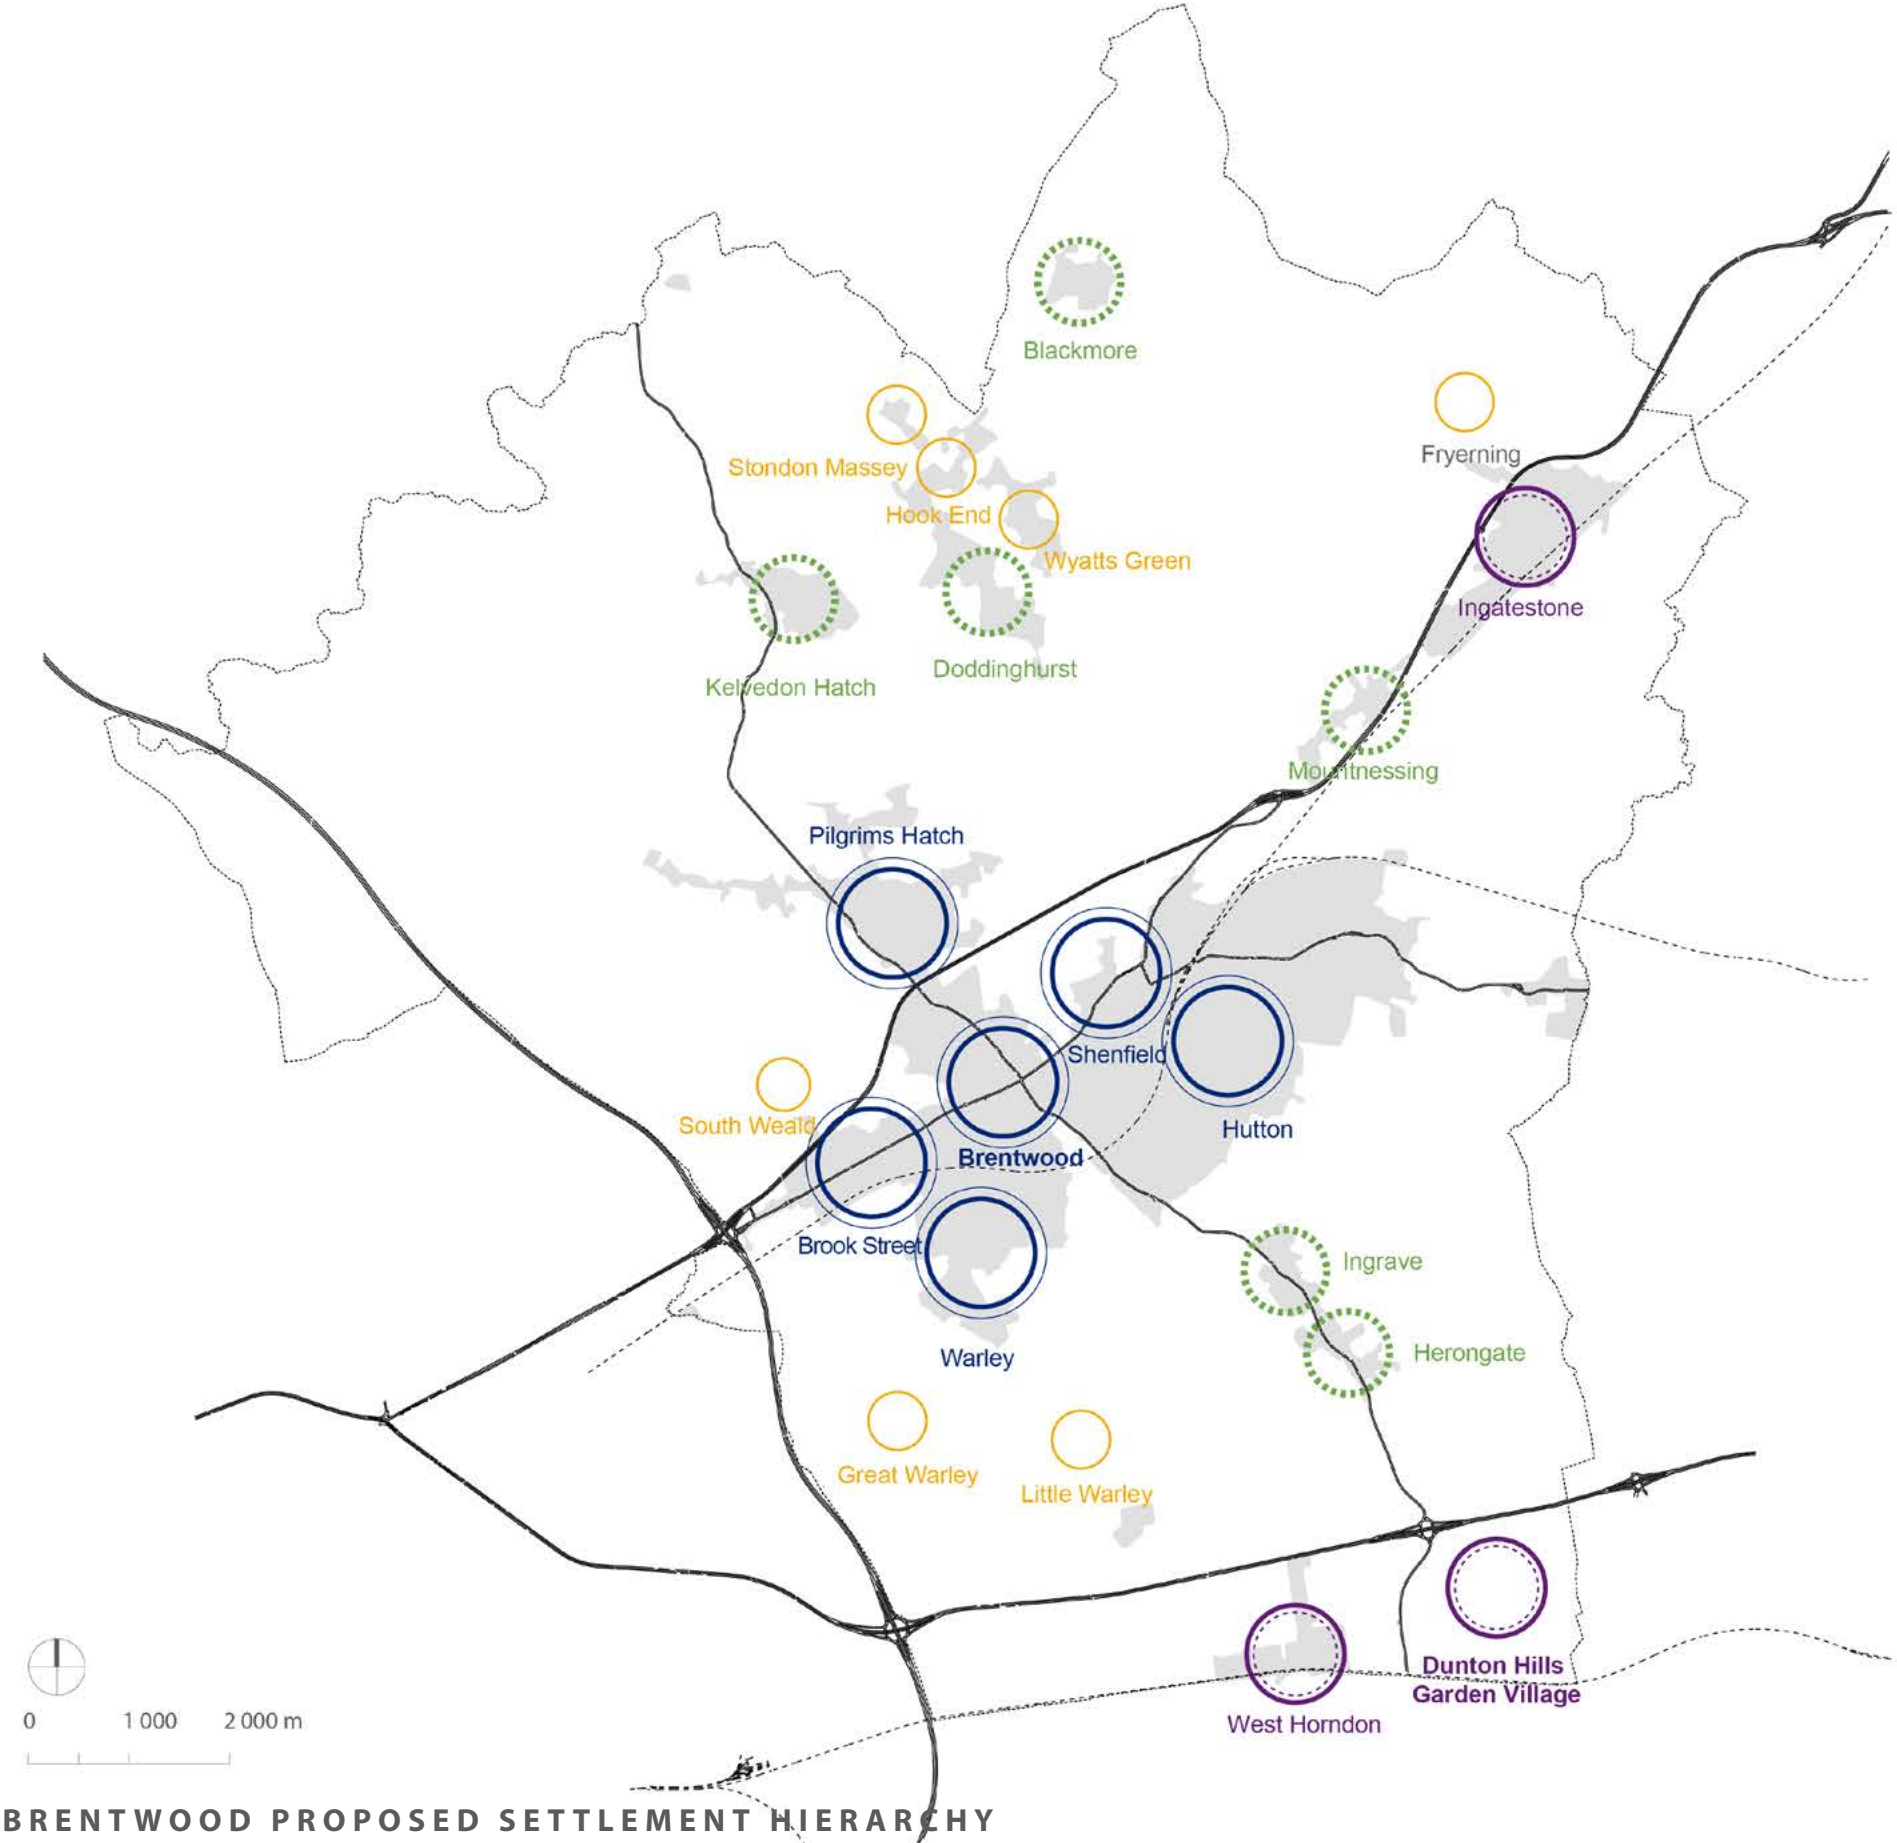 Blackmore
Fryerning
Stondon Massey
Hook End
Wyatts Green
Ingatestone
Doddinghurst
Kelvedon Hatch
Mountnessing
Pilgrims Hatch
Shenfield
South Weald
Hutton
Brentwood
Brook Street
Ingrave
Warley
Herongate
Great Warley
Little Warley
Dunton Hills
Garden Village
West Horndon
0 1 000 2 000 m
BRENTWOOD PROPOSED SETTLEMENT HIERARCHY